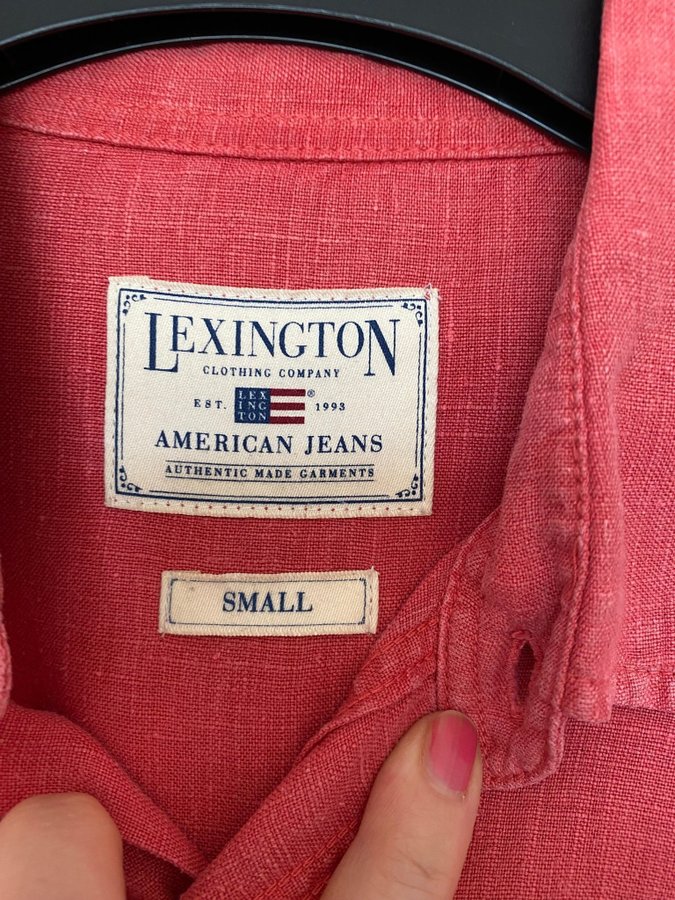 LEXINGTON
CLOTHING COMPANY
EST. LEX ING TON ® 1993
AMERICAN JEANS
AUTHENTIC MADE GARMENTS
SMALL